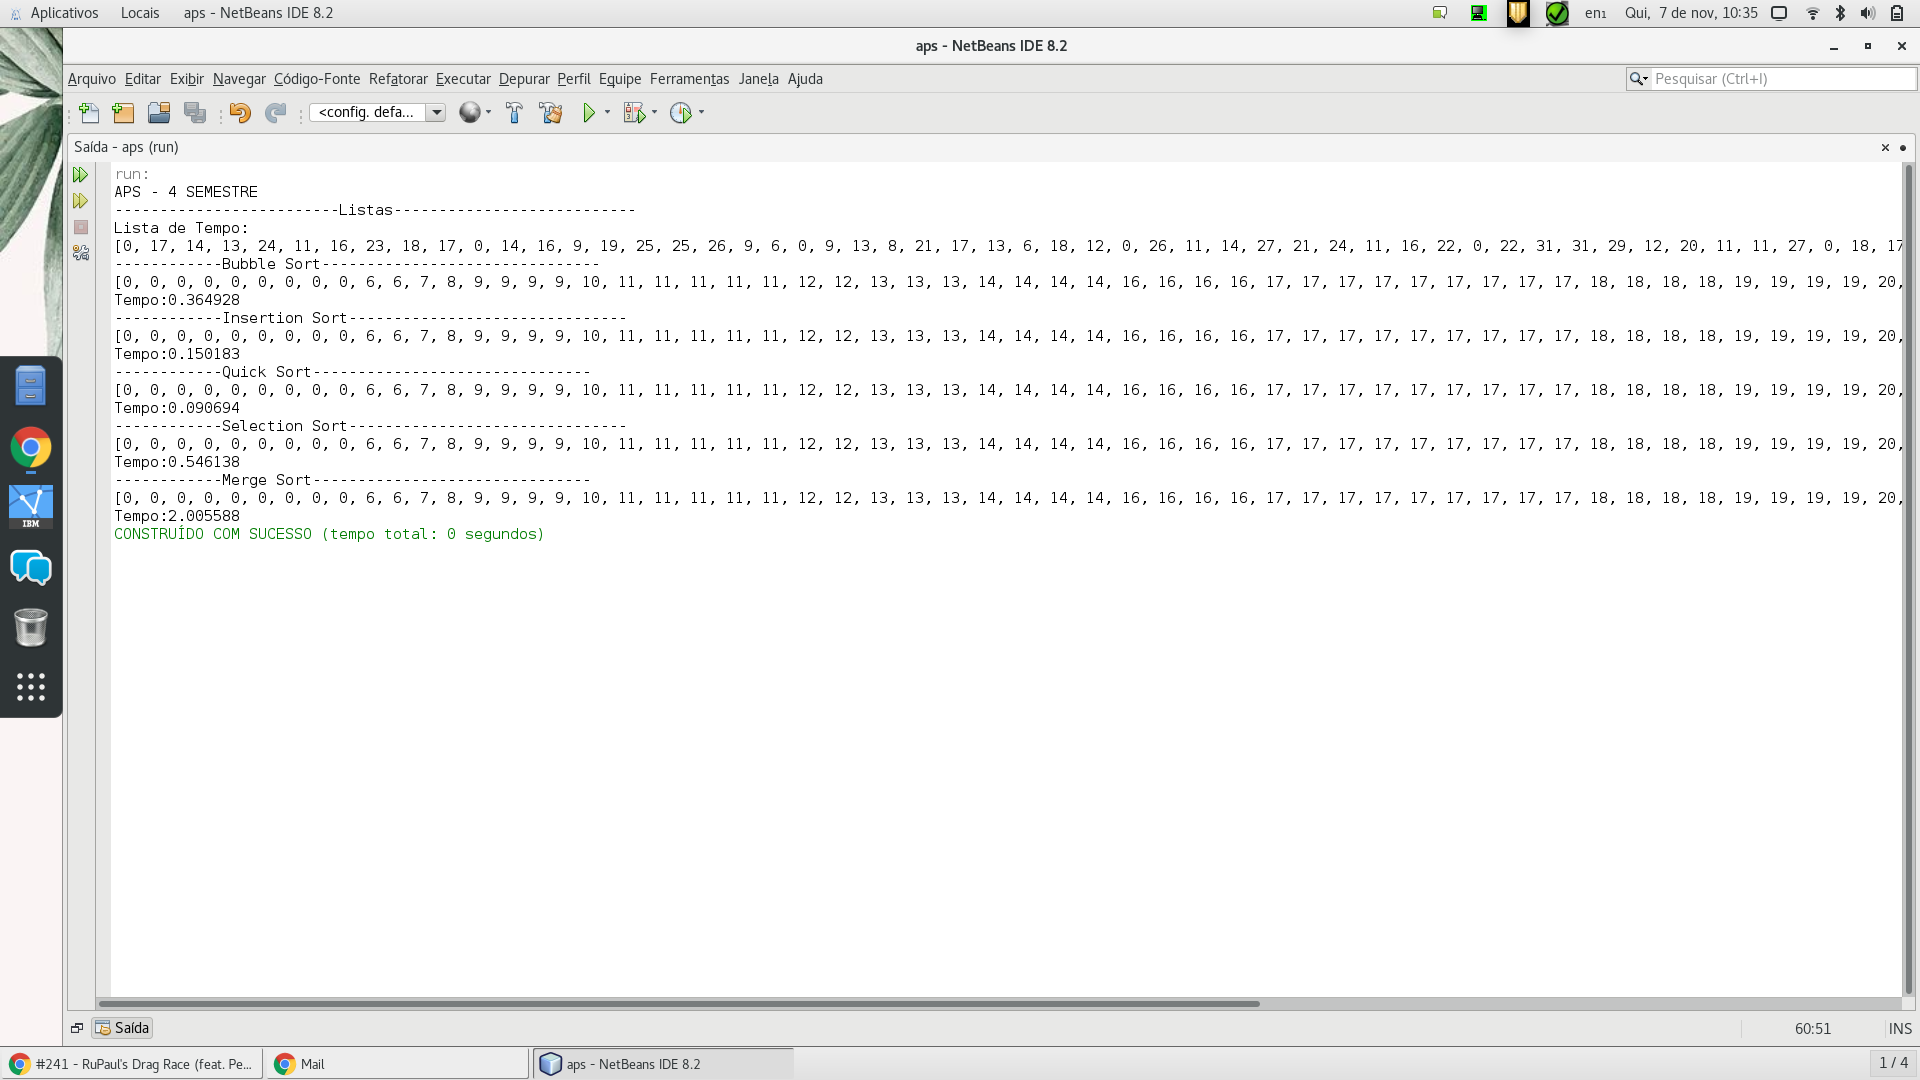 Aplicativos Locais aps - NetBeans IDE 8.2 en₁ Qui, 7 de nov, 10:35
aps - NetBeans IDE 8.2
Arquivo Editar Exibir Navegar Código-Fonte Refatorar Executar Depurar Perfil Equipe Ferramentas Janela Ajuda Pesquisar (Ctrl+I)
<config. defa...
Saída - aps (run)
run:
APS - 4 SEMESTRE
-------------------------Listas---------------------------
Lista de Tempo:
[0, 17, 14, 13, 24, 11, 16, 23, 18, 17, 0, 14, 16, 9, 19, 25, 25, 26, 9, 6, 0, 9, 13, 8, 21, 17, 13, 6, 18, 12, 0, 26, 11, 14, 27, 21, 24, 11, 16, 22, 0, 22, 31, 31, 29, 12, 20, 11, 11, 27, 0, 18, 17
------------Bubble Sort-------------------------------
[0, 0, 0, 0, 0, 0, 0, 0, 0, 6, 6, 7, 8, 9, 9, 9, 9, 10, 11, 11, 11, 11, 11, 12, 12, 13, 13, 13, 14, 14, 14, 14, 16, 16, 16, 16, 17, 17, 17, 17, 17, 17, 17, 17, 17, 18, 18, 18, 18, 19, 19, 19, 19, 20,
Tempo:0.364928
------------Insertion Sort-------------------------------
[0, 0, 0, 0, 0, 0, 0, 0, 0, 6, 6, 7, 8, 9, 9, 9, 9, 10, 11, 11, 11, 11, 11, 12, 12, 13, 13, 13, 14, 14, 14, 14, 16, 16, 16, 16, 17, 17, 17, 17, 17, 17, 17, 17, 17, 18, 18, 18, 18, 19, 19, 19, 19, 20,
Tempo:0.150183
------------Quick Sort-------------------------------
[0, 0, 0, 0, 0, 0, 0, 0, 0, 6, 6, 7, 8, 9, 9, 9, 9, 10, 11, 11, 11, 11, 11, 12, 12, 13, 13, 13, 14, 14, 14, 14, 16, 16, 16, 16, 17, 17, 17, 17, 17, 17, 17, 17, 17, 18, 18, 18, 18, 19, 19, 19, 19, 20,
Tempo:0.090694
------------Selection Sort-------------------------------
[0, 0, 0, 0, 0, 0, 0, 0, 0, 6, 6, 7, 8, 9, 9, 9, 9, 10, 11, 11, 11, 11, 11, 12, 12, 13, 13, 13, 14, 14, 14, 14, 16, 16, 16, 16, 17, 17, 17, 17, 17, 17, 17, 17, 17, 18, 18, 18, 18, 19, 19, 19, 19, 20,
Tempo:0.546138
------------Merge Sort-------------------------------
[0, 0, 0, 0, 0, 0, 0, 0, 0, 6, 6, 7, 8, 9, 9, 9, 9, 10, 11, 11, 11, 11, 11, 12, 12, 13, 13, 13, 14, 14, 14, 14, 16, 16, 16, 16, 17, 17, 17, 17, 17, 17, 17, 17, 17, 18, 18, 18, 18, 19, 19, 19, 19, 20,
Tempo:2.005588
CONSTRUÍDO COM SUCESSO (tempo total: 0 segundos)
IBM
Saída 60:51 INS
#241 - RuPaul's Drag Race (feat. Pe... Mail aps - NetBeans IDE 8.2 1 / 4